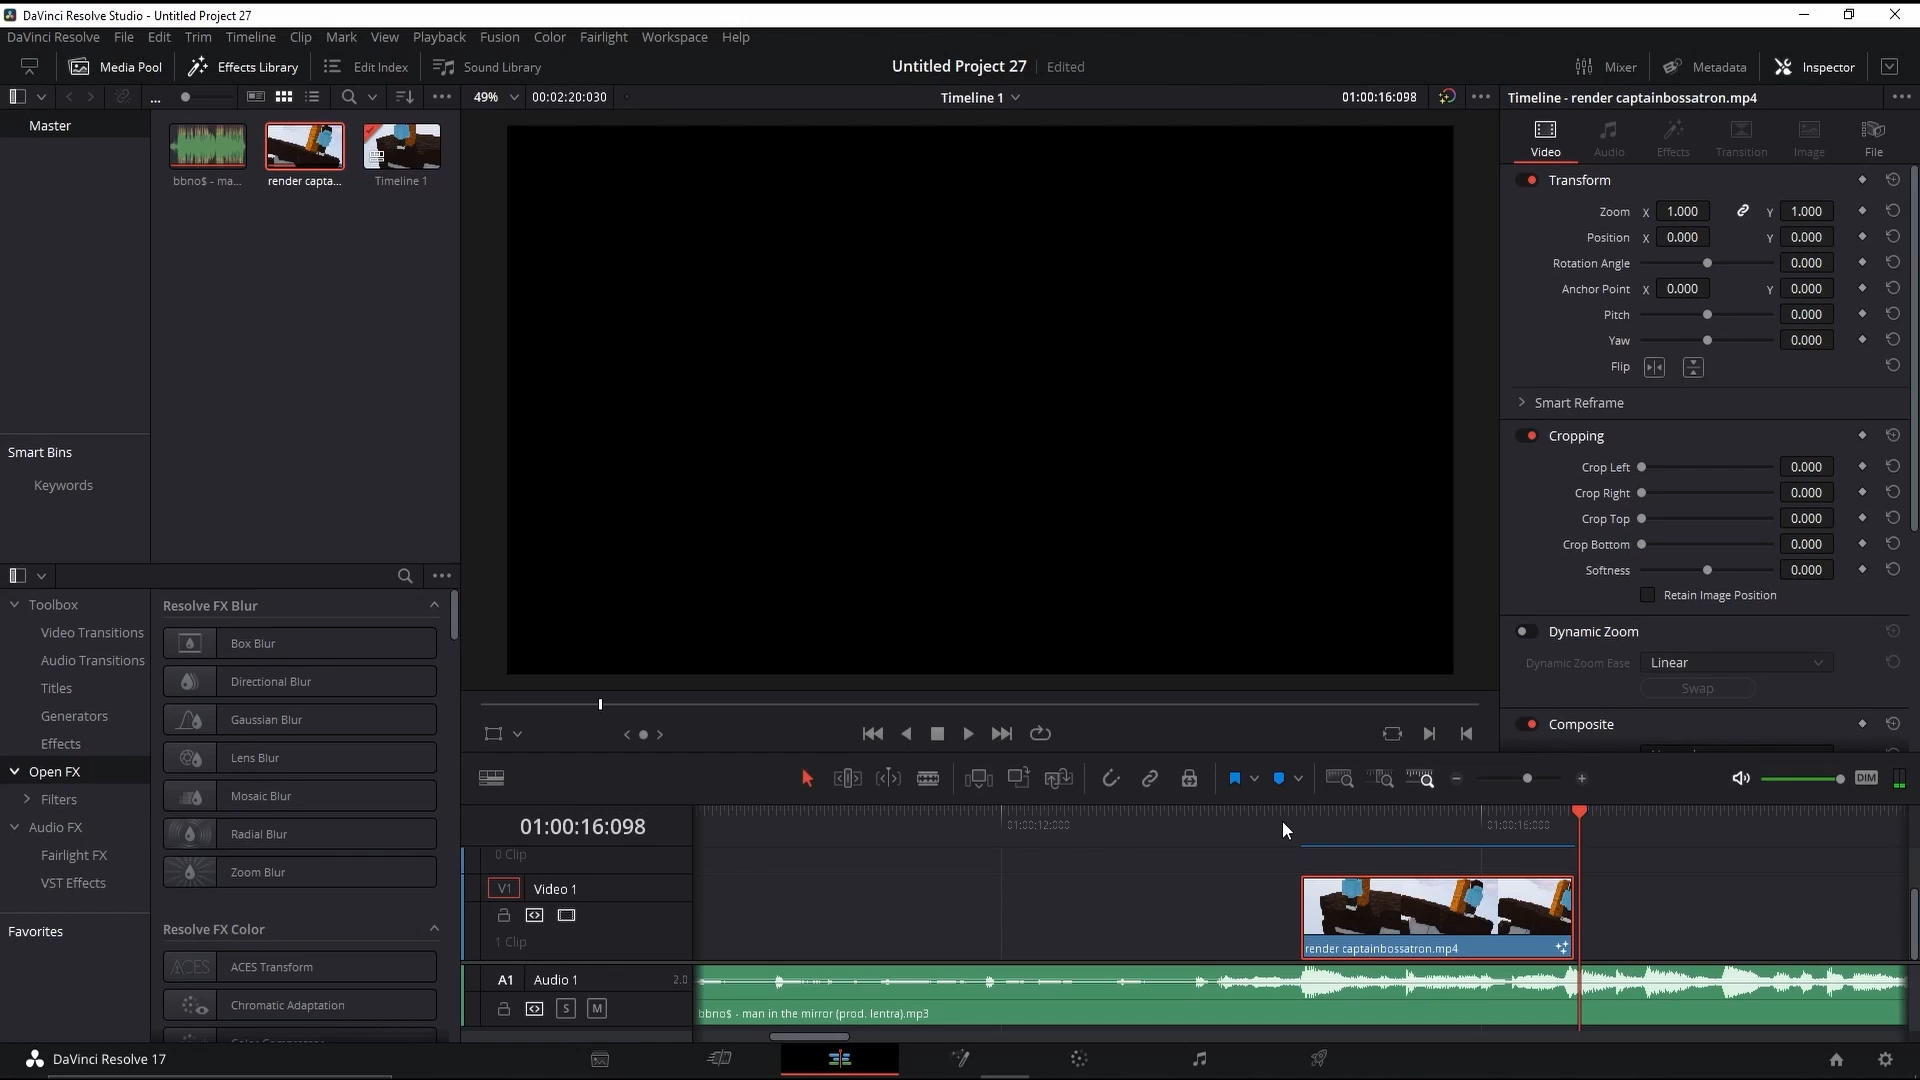 DaVinci Resolve Studio - Untitled Project 27
DaVinci Resolve File Edit Trim Timeline Clip Mark View Playback Fusion Color Fairlight Workspace Help
Media Pool Effects Library Edit Index Sound Library Untitled Project 27 Edited Mixer Metadata Inspector
... 49% 00:02:20:030 Timeline 1 01:00:16:098 Timeline - render captainbossatron.mp4
Master
bbno$ - ma... render capta... Timeline 1
Video Audio Effects Transition Image File
Transform
Zoom X 1.000 Y 1.000
Position X 0.000 Y 0.000
Rotation Angle 0.000
Anchor Point X 0.000 Y 0.000
Pitch 0.000
Yaw 0.000
Flip
Smart Reframe
Cropping
Crop Left 0.000
Crop Right 0.000
Crop Top 0.000
Crop Bottom 0.000
Softness 0.000
Retain Image Position
Dynamic Zoom
Dynamic Zoom Ease Linear
Swap
Composite
Smart Bins
Keywords
Toolbox
Video Transitions
Audio Transitions
Titles
Generators
Effects
Open FX
Filters
Audio FX
Fairlight FX
VST Effects
Favorites
Resolve FX Blur
Box Blur
Directional Blur
Gaussian Blur
Lens Blur
Mosaic Blur
Radial Blur
Zoom Blur
Resolve FX Color
ACES ACES Transform
Chromatic Adaptation
DIM
01:00:16:098 01:00:12:000 01:00:16:000
0 Clip
V1 Video 1
1 Clip
render captainbossatron.mp4
A1 Audio 1 2.0
S M
bbno$ - man in the mirror (prod. lentra).mp3
DaVinci Resolve 17